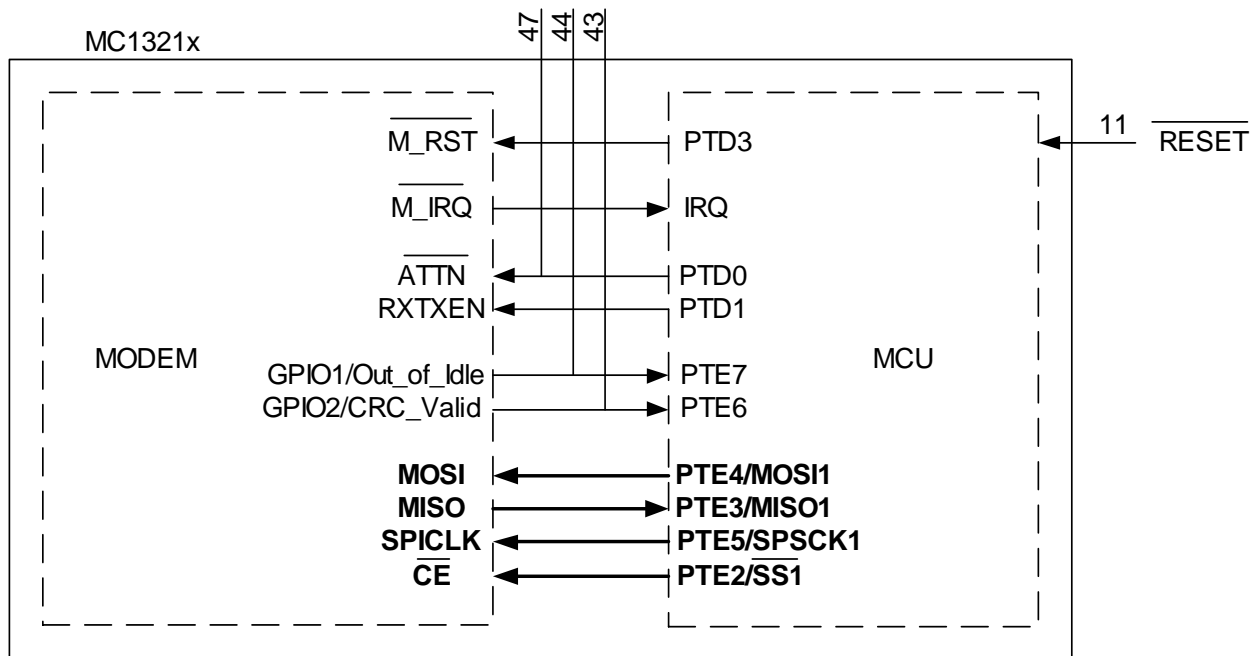 47 44 43
MC1321x
M_RST PTD3 11 RESET
M_IRQ IRQ
ATTN PTD0
RXTXEN PTD1
MODEM MCU
GPIO1/Out_of_Idle PTE7
GPIO2/CRC_Valid PTE6
MOSI PTE4/MOSI1
MISO PTE3/MISO1
SPICLK PTE5/SPSCK1
CE PTE2/SS1